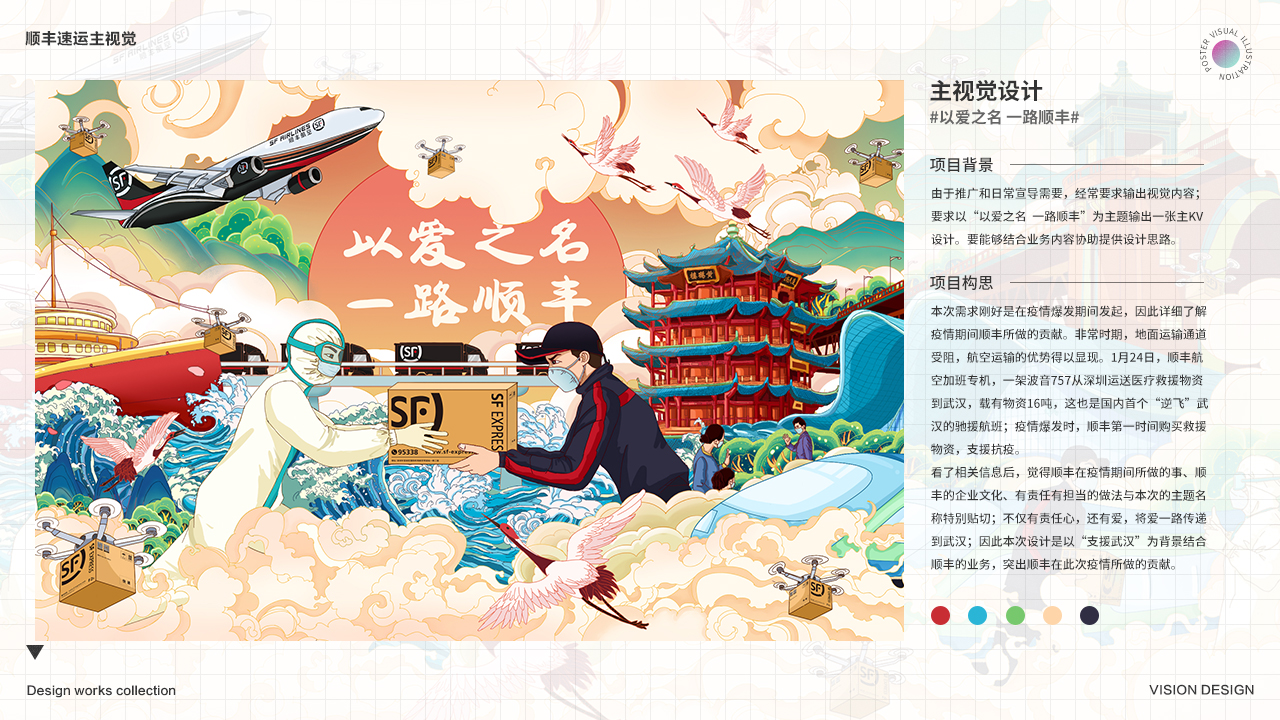 顺丰速运主视觉
POSTER VISUAL ILLUSTRATION
SF AIRLINES SF
顺丰航空
SF
以爱之名
一路顺丰
黄鹤楼
SF
SF
SF EXPRESS
95338 www.sf-express
SF
SF EXPRESS
SF
主视觉设计
#以爱之名 一路顺丰#
项目背景
由于推广和日常宣导需要，经常要求输出视觉内容；
要求以“以爱之名 一路顺丰”为主题输出一张主KV
设计。要能够结合业务内容协助提供设计思路。
项目构思
本次需求刚好是在疫情爆发期间发起，因此详细了解
疫情期间顺丰所做的贡献。非常时期，地面运输通道
受阻，航空运输的优势得以显现。1月24日，顺丰航
空加班专机，一架波音757从深圳运送医疗救援物资
到武汉，载有物资16吨，这也是国内首个“逆飞”武
汉的驰援航班；疫情爆发时，顺丰第一时间购买救援
物资，支援抗疫。
看了相关信息后，觉得顺丰在疫情期间所做的事、顺
丰的企业文化、有责任有担当的做法与本次的主题名
称特别贴切；不仅有责任心，还有爱，将爱一路传递
到武汉；因此本次设计是以“支援武汉”为背景结合
顺丰的业务，突出顺丰在此次疫情所做的贡献。
Design works collection
VISION DESIGN